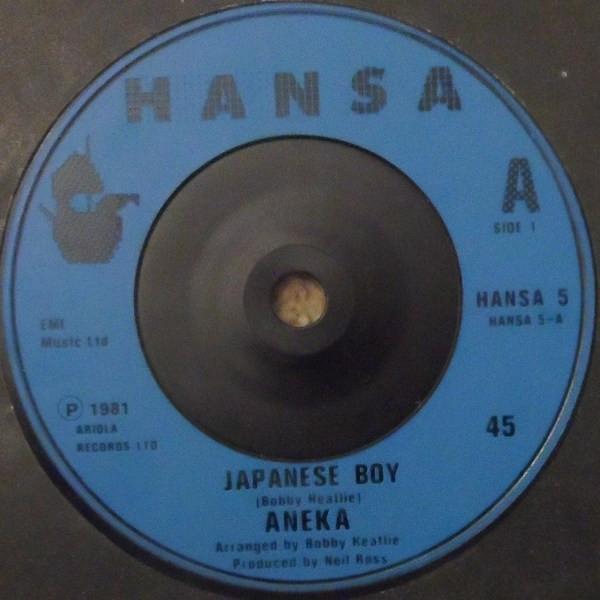 HANSA
A
SIDE 1
HANSA 5
HANSA 5-A
EMI
Music Ltd
P 1981
ARIOLA
RECORDS LTD
45
JAPANESE BOY
(Bobby Heatlie)
ANEKA
Arranged by Bobby Heatlie
Produced by Neil Ross